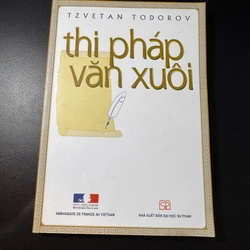 TZVETAN TODOROV
thi pháp
văn xuôi
AMBASSADE DE FRANCE AU VIETNAM
NHÀ XUẤT BẢN ĐẠI HỌC SƯ PHẠM